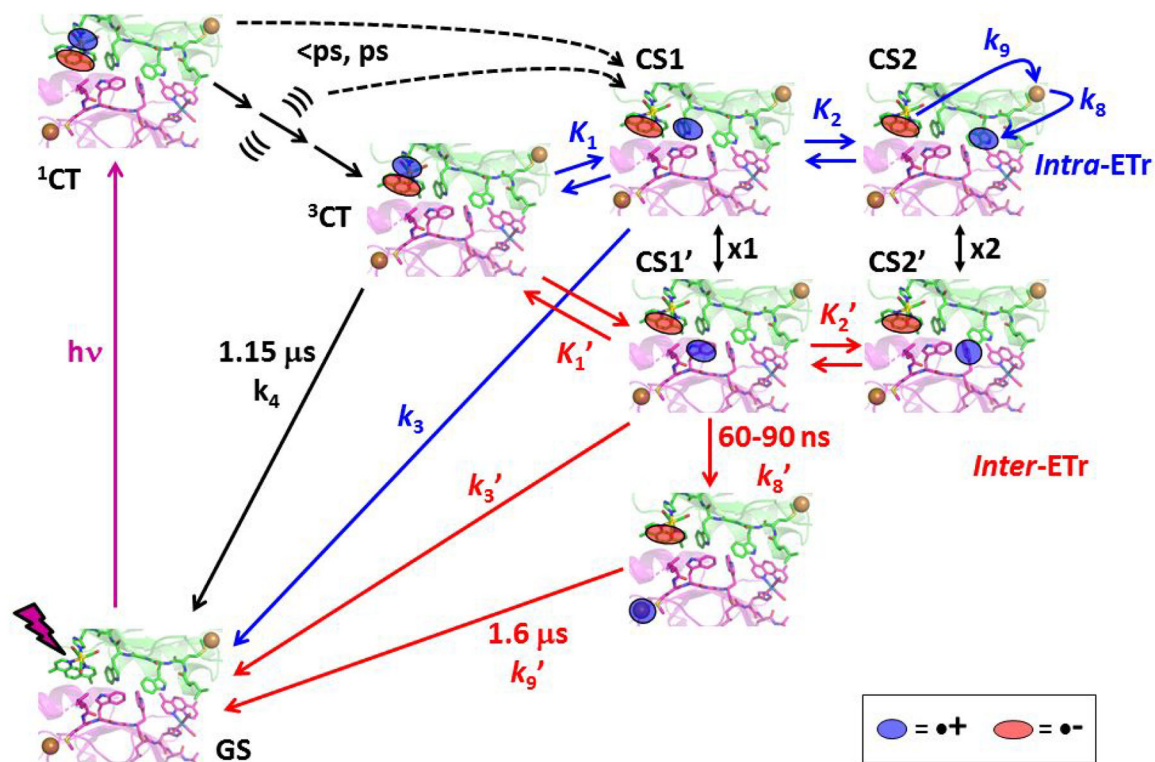 <ps, ps
CS1
CS2
k9
k8
K1
K2
Intra-ETr
1CT
3CT
x1
x2
CS1’
CS2’
K2’
K1’
hν
1.15 μs
k4
k3
60-90 ns
k8’
Inter-ETr
k3’
1.6 μs
k9’
GS
= •+
= •-